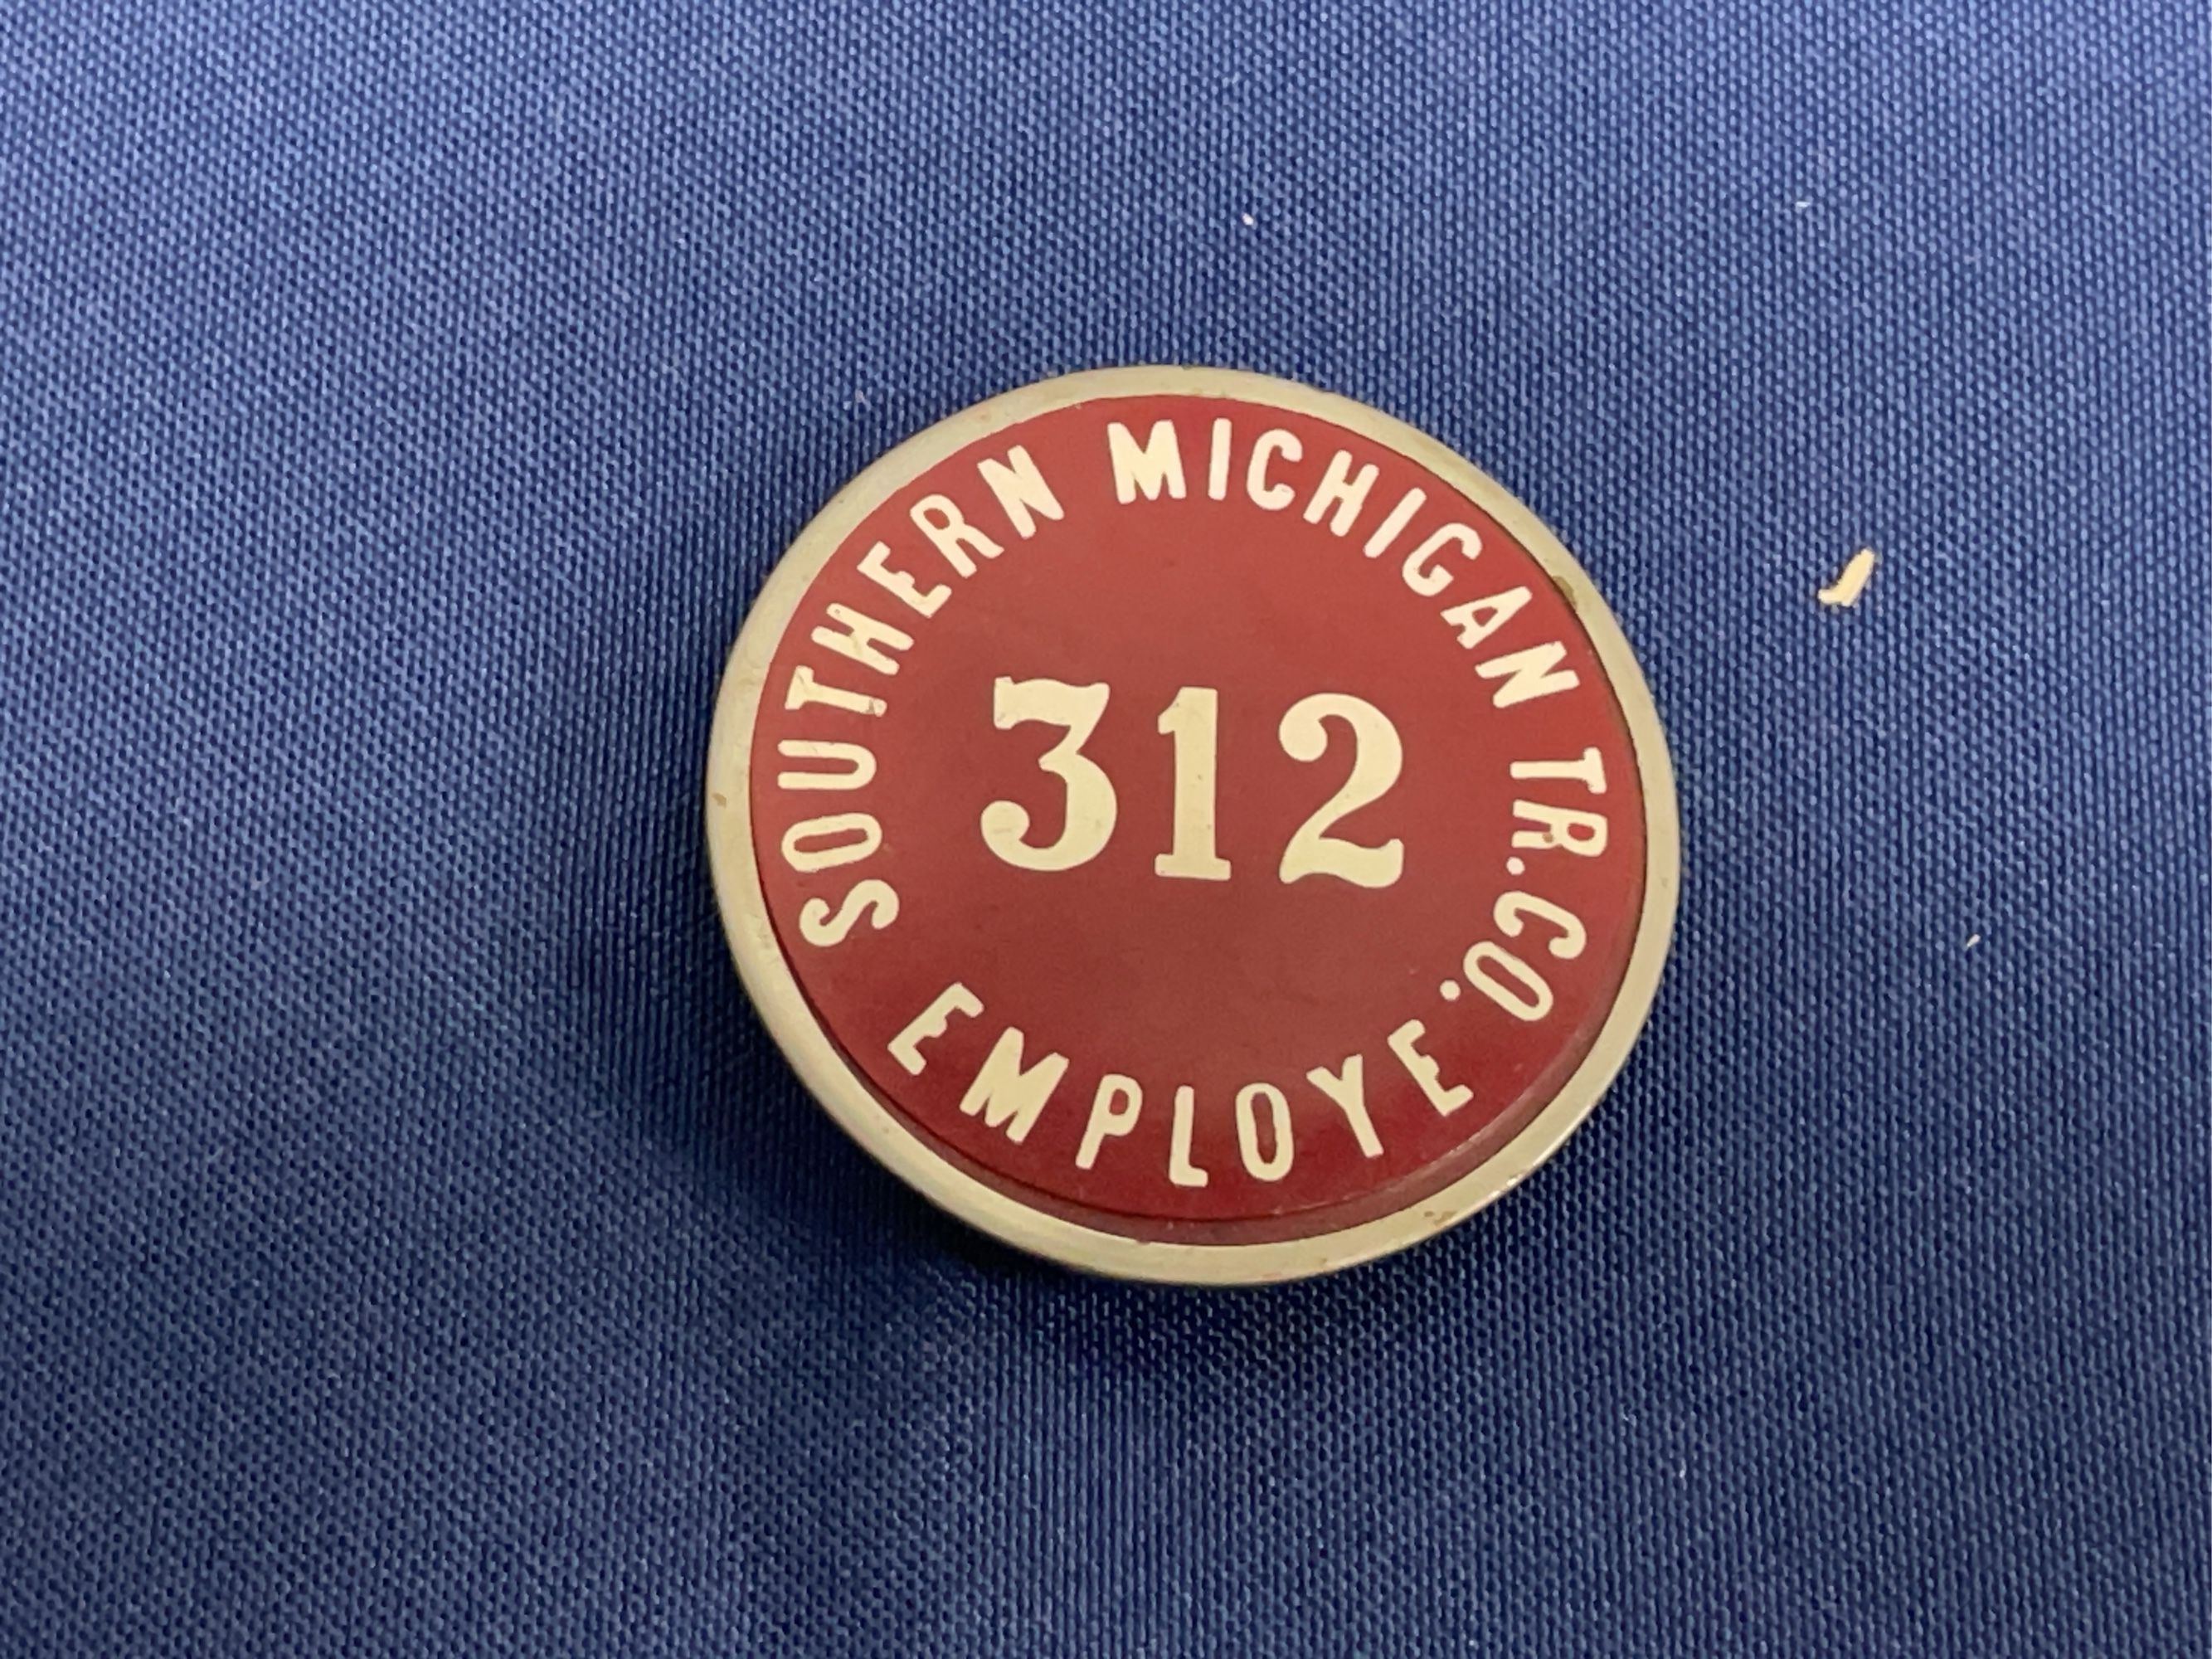 SOUTHERN MICHIGAN TR. CO.
312
EMPLOYE